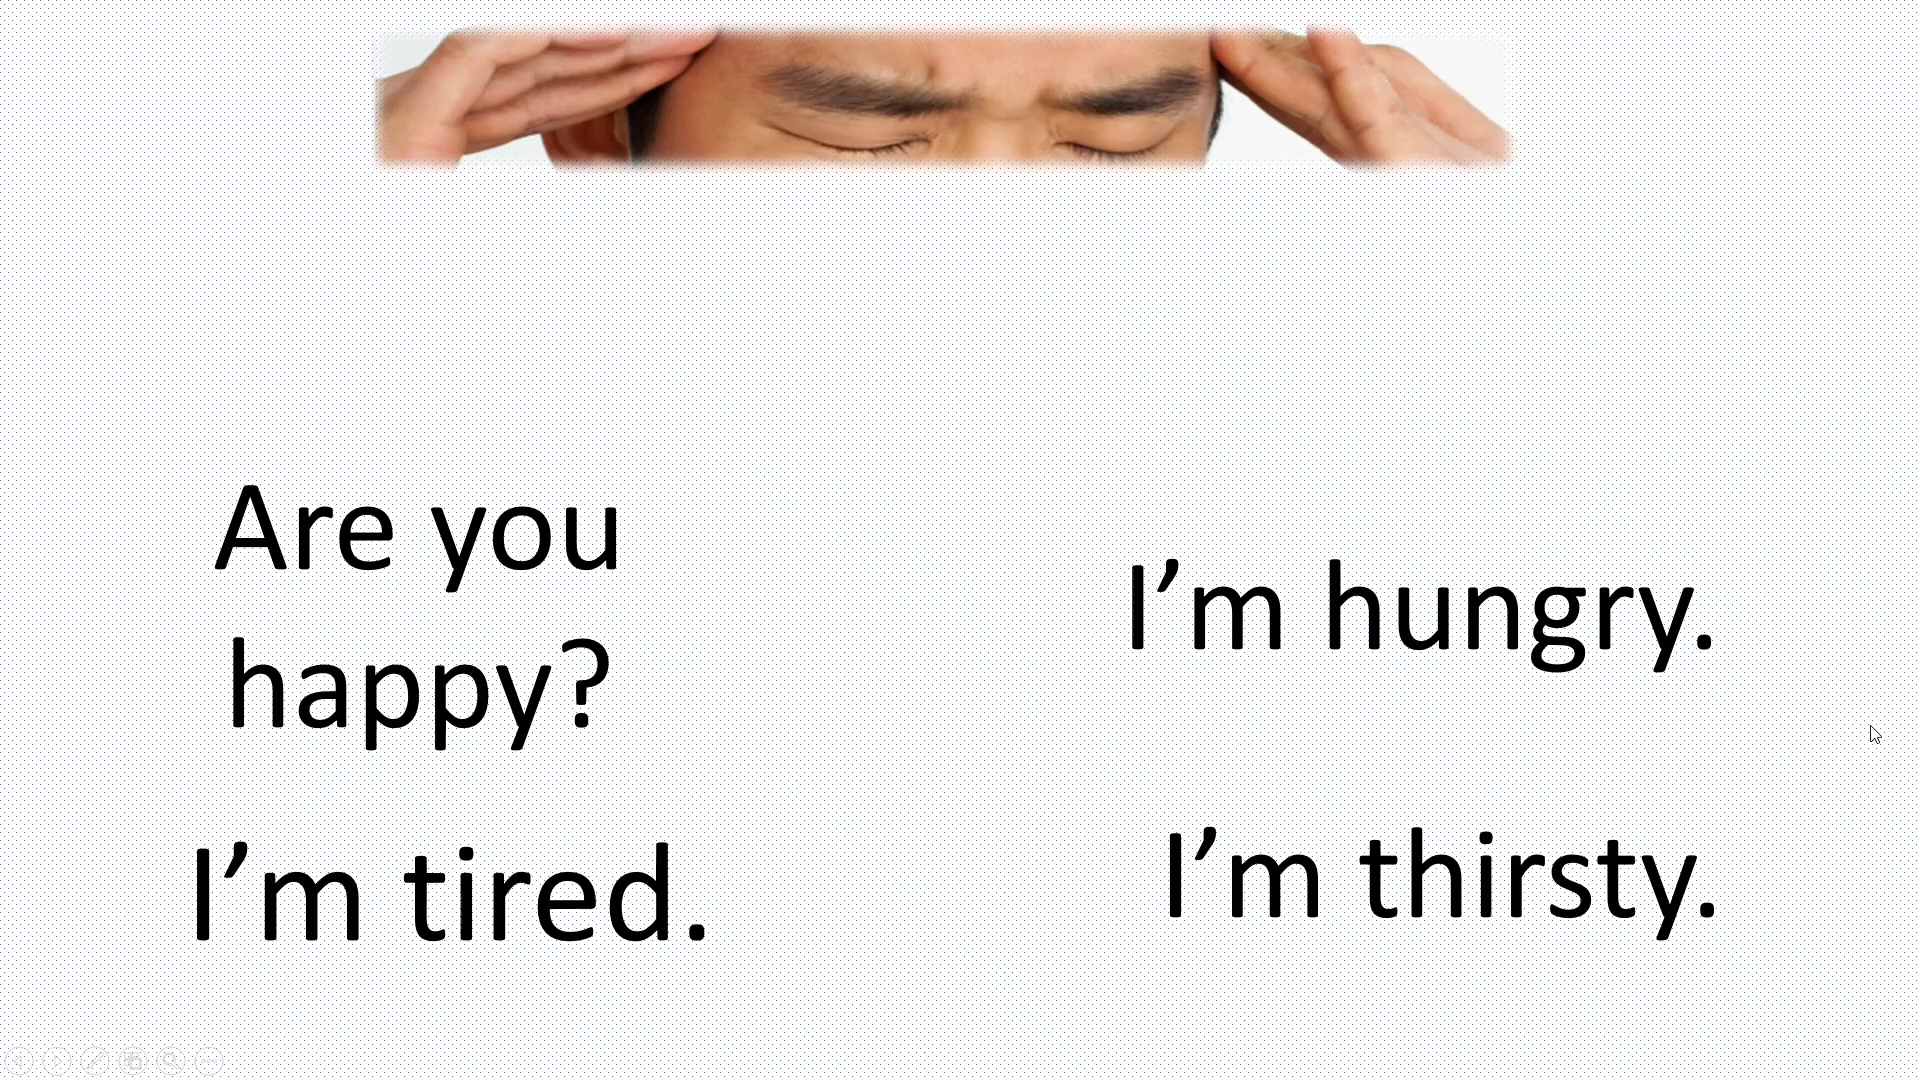 Are you
happy?
I’m hungry.
I’m tired.
I’m thirsty.